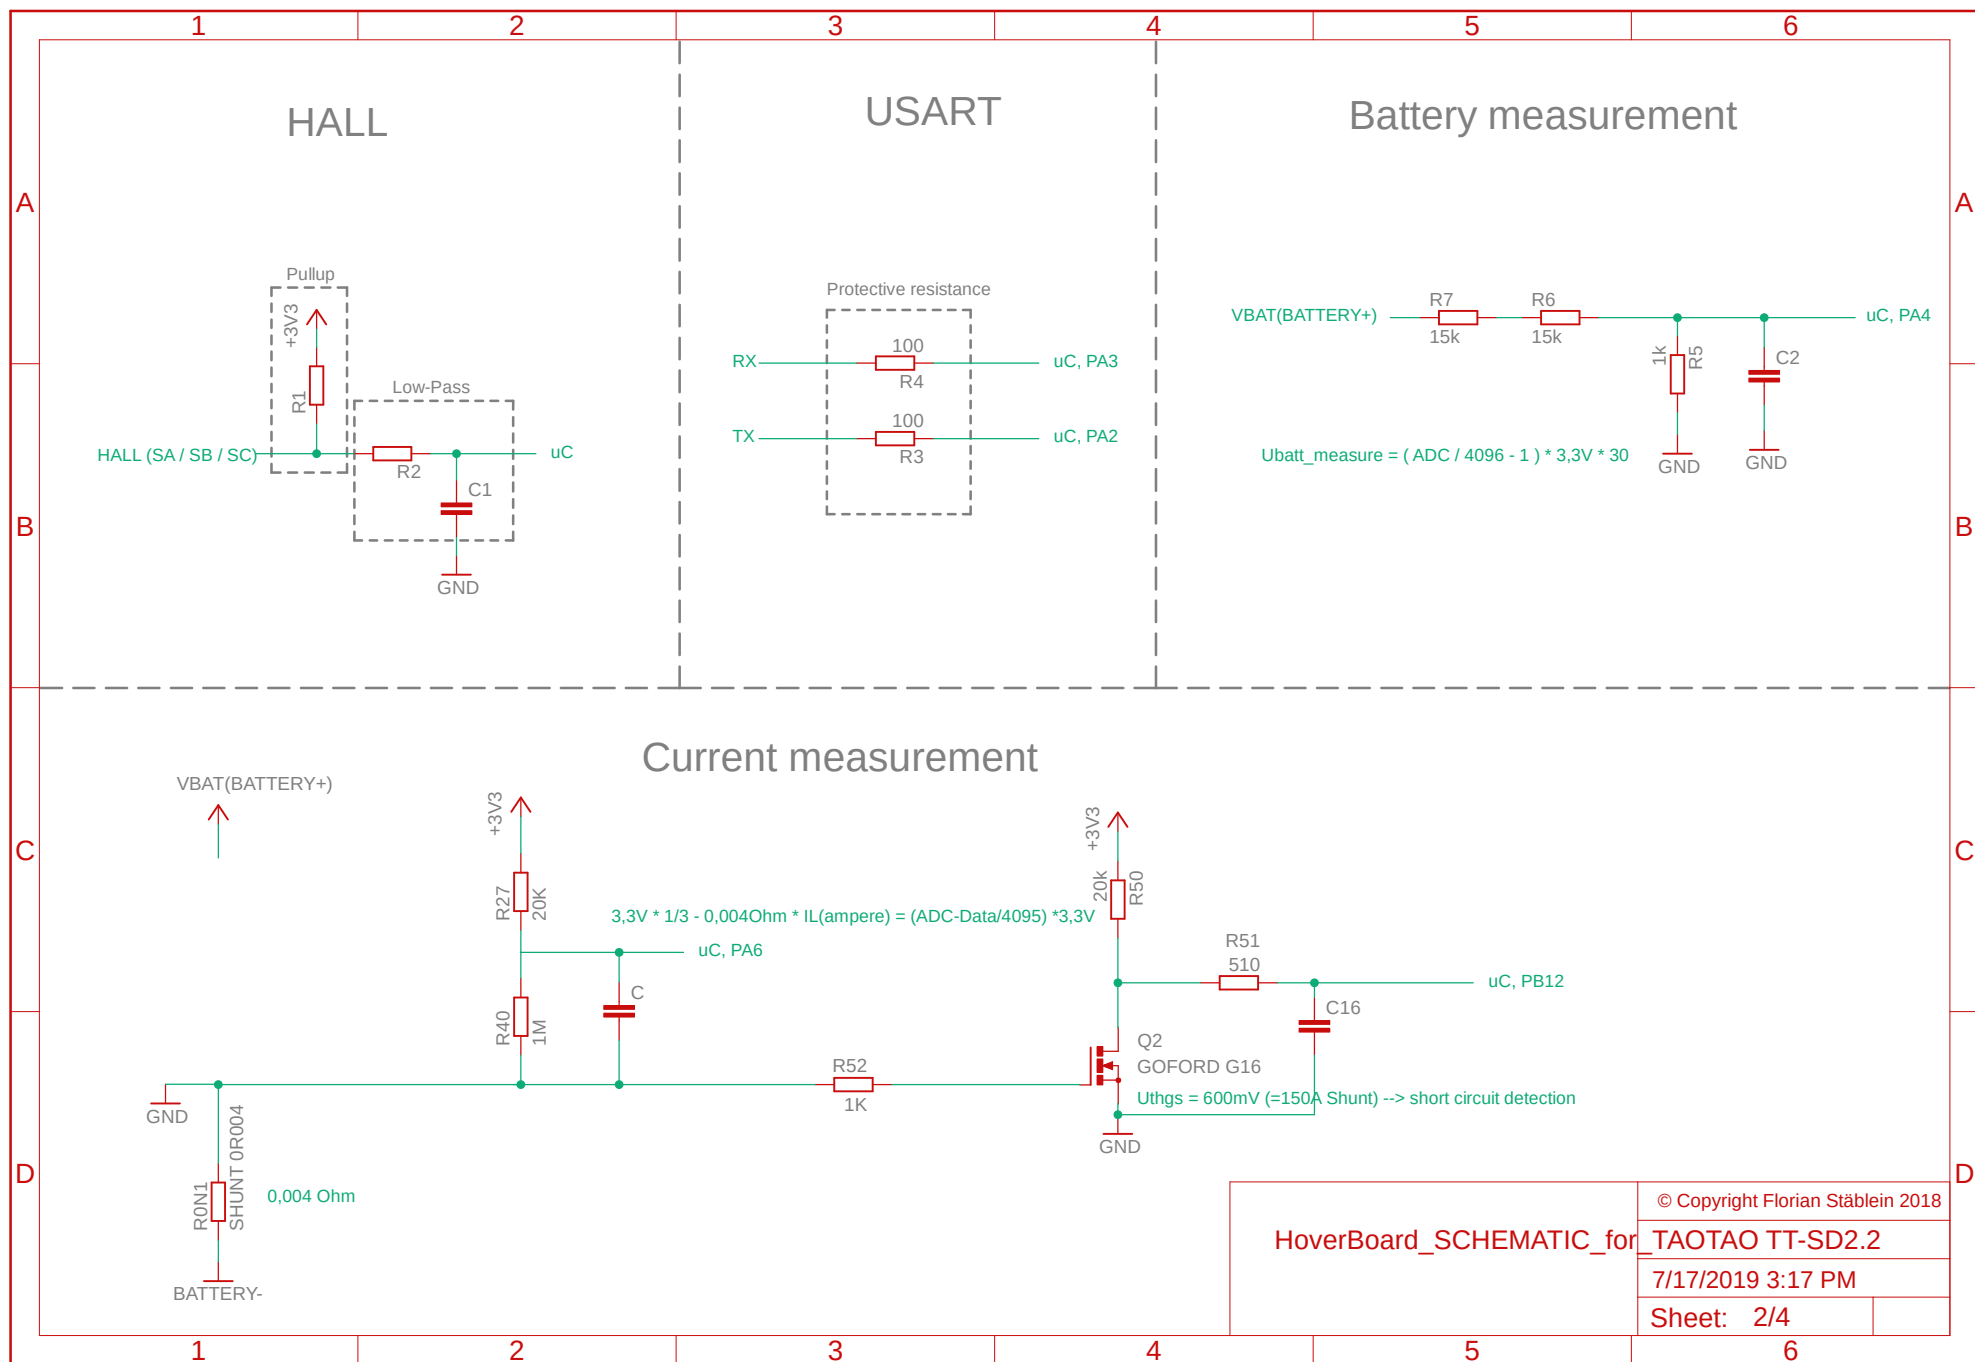 1 2 3 4 5 6
A A
B B
C C
D D
HALL
Pullup
+3V3
R1
Low-Pass
HALL (SA / SB / SC)
R2
uC
C1
GND
USART
Protective resistance
RX
100
R4
uC, PA3
TX
100
R3
uC, PA2
Battery measurement
VBAT(BATTERY+)
R7
15k
R6
15k
uC, PA4
1k
R5
C2
GND
GND
Ubatt_measure = ( ADC / 4096 - 1 ) * 3,3V * 30
Current measurement
VBAT(BATTERY+)
+3V3
R27
20K
3,3V * 1/3 - 0,004Ohm * IL(ampere) = (ADC-Data/4095) *3,3V
uC, PA6
R40
1M
C
GND
R0N1
SHUNT 0R004
0,004 Ohm
BATTERY-
R52
1K
+3V3
20k
R50
R51
510
uC, PB12
C16
Q2
GOFORD G16
Uthgs = 600mV (=150A Shunt) --> short circuit detection
GND
HoverBoard_SCHEMATIC_for_TAOTAO TT-SD2.2
© Copyright Florian Stäblein 2018
7/17/2019 3:17 PM
Sheet: 2/4
1 2 3 4 5 6